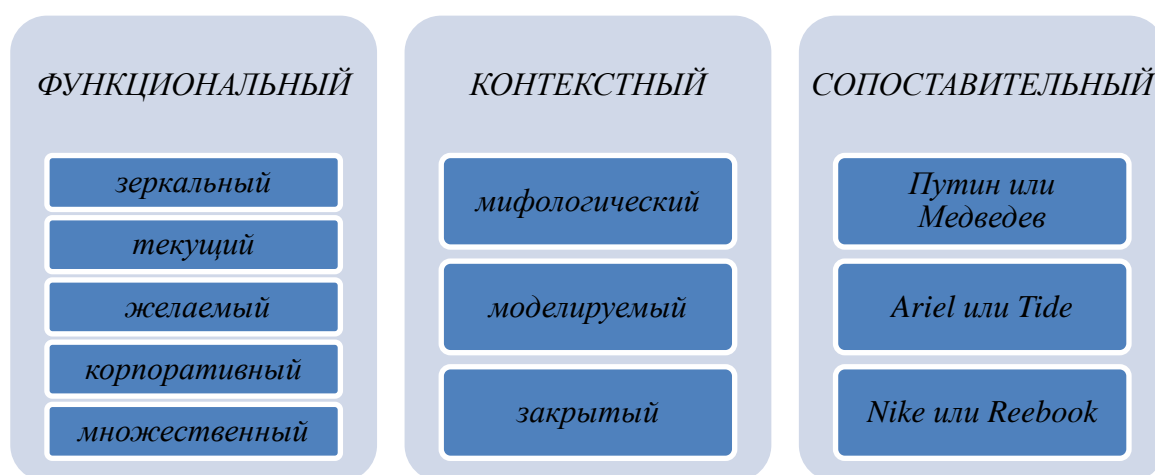 ФУНКЦИОНАЛЬНЫЙ
зеркальный
текущий
желаемый
корпоративный
множественный
КОНТЕКСТНЫЙ
мифологический
моделируемый
закрытый
СОПОСТАВИТЕЛЬНЫЙ
Путин или
Медведев
Ariel или Tide
Nike или Reebook